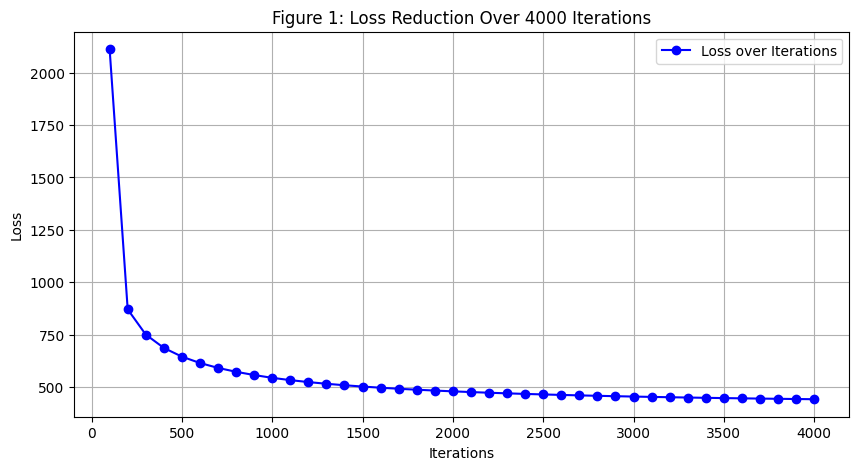 Figure 1: Loss Reduction Over 4000 Iterations
Loss over Iterations
2000
1750
1500
1250
1000
750
500
Loss
0 500 1000 1500 2000 2500 3000 3500 4000
Iterations